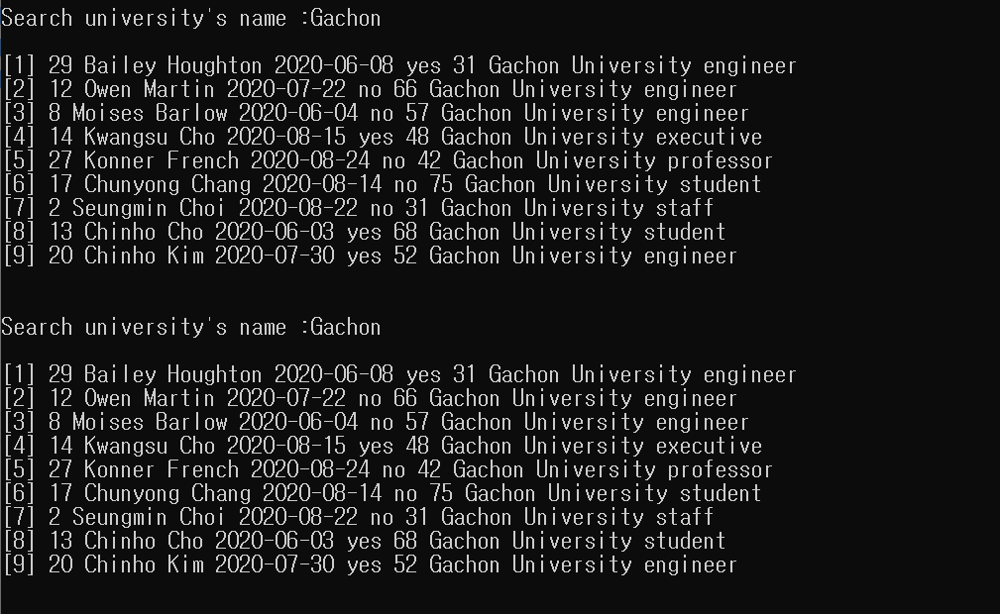 Search university's name :Gachon
[1] 29 Bailey Houghton 2020-06-08 yes 31 Gachon University engineer
[2] 12 Owen Martin 2020-07-22 no 66 Gachon University engineer
[3] 8 Moises Barlow 2020-06-04 no 57 Gachon University engineer
[4] 14 Kwangsu Cho 2020-08-15 yes 48 Gachon University executive
[5] 27 Konner French 2020-08-24 no 42 Gachon University professor
[6] 17 Chunyong Chang 2020-08-14 no 75 Gachon University student
[7] 2 Seungmin Choi 2020-08-22 no 31 Gachon University staff
[8] 13 Chinho Cho 2020-06-03 yes 68 Gachon University student
[9] 20 Chinho Kim 2020-07-30 yes 52 Gachon University engineer
Search university's name :Gachon
[1] 29 Bailey Houghton 2020-06-08 yes 31 Gachon University engineer
[2] 12 Owen Martin 2020-07-22 no 66 Gachon University engineer
[3] 8 Moises Barlow 2020-06-04 no 57 Gachon University engineer
[4] 14 Kwangsu Cho 2020-08-15 yes 48 Gachon University executive
[5] 27 Konner French 2020-08-24 no 42 Gachon University professor
[6] 17 Chunyong Chang 2020-08-14 no 75 Gachon University student
[7] 2 Seungmin Choi 2020-08-22 no 31 Gachon University staff
[8] 13 Chinho Cho 2020-06-03 yes 68 Gachon University student
[9] 20 Chinho Kim 2020-07-30 yes 52 Gachon University engineer